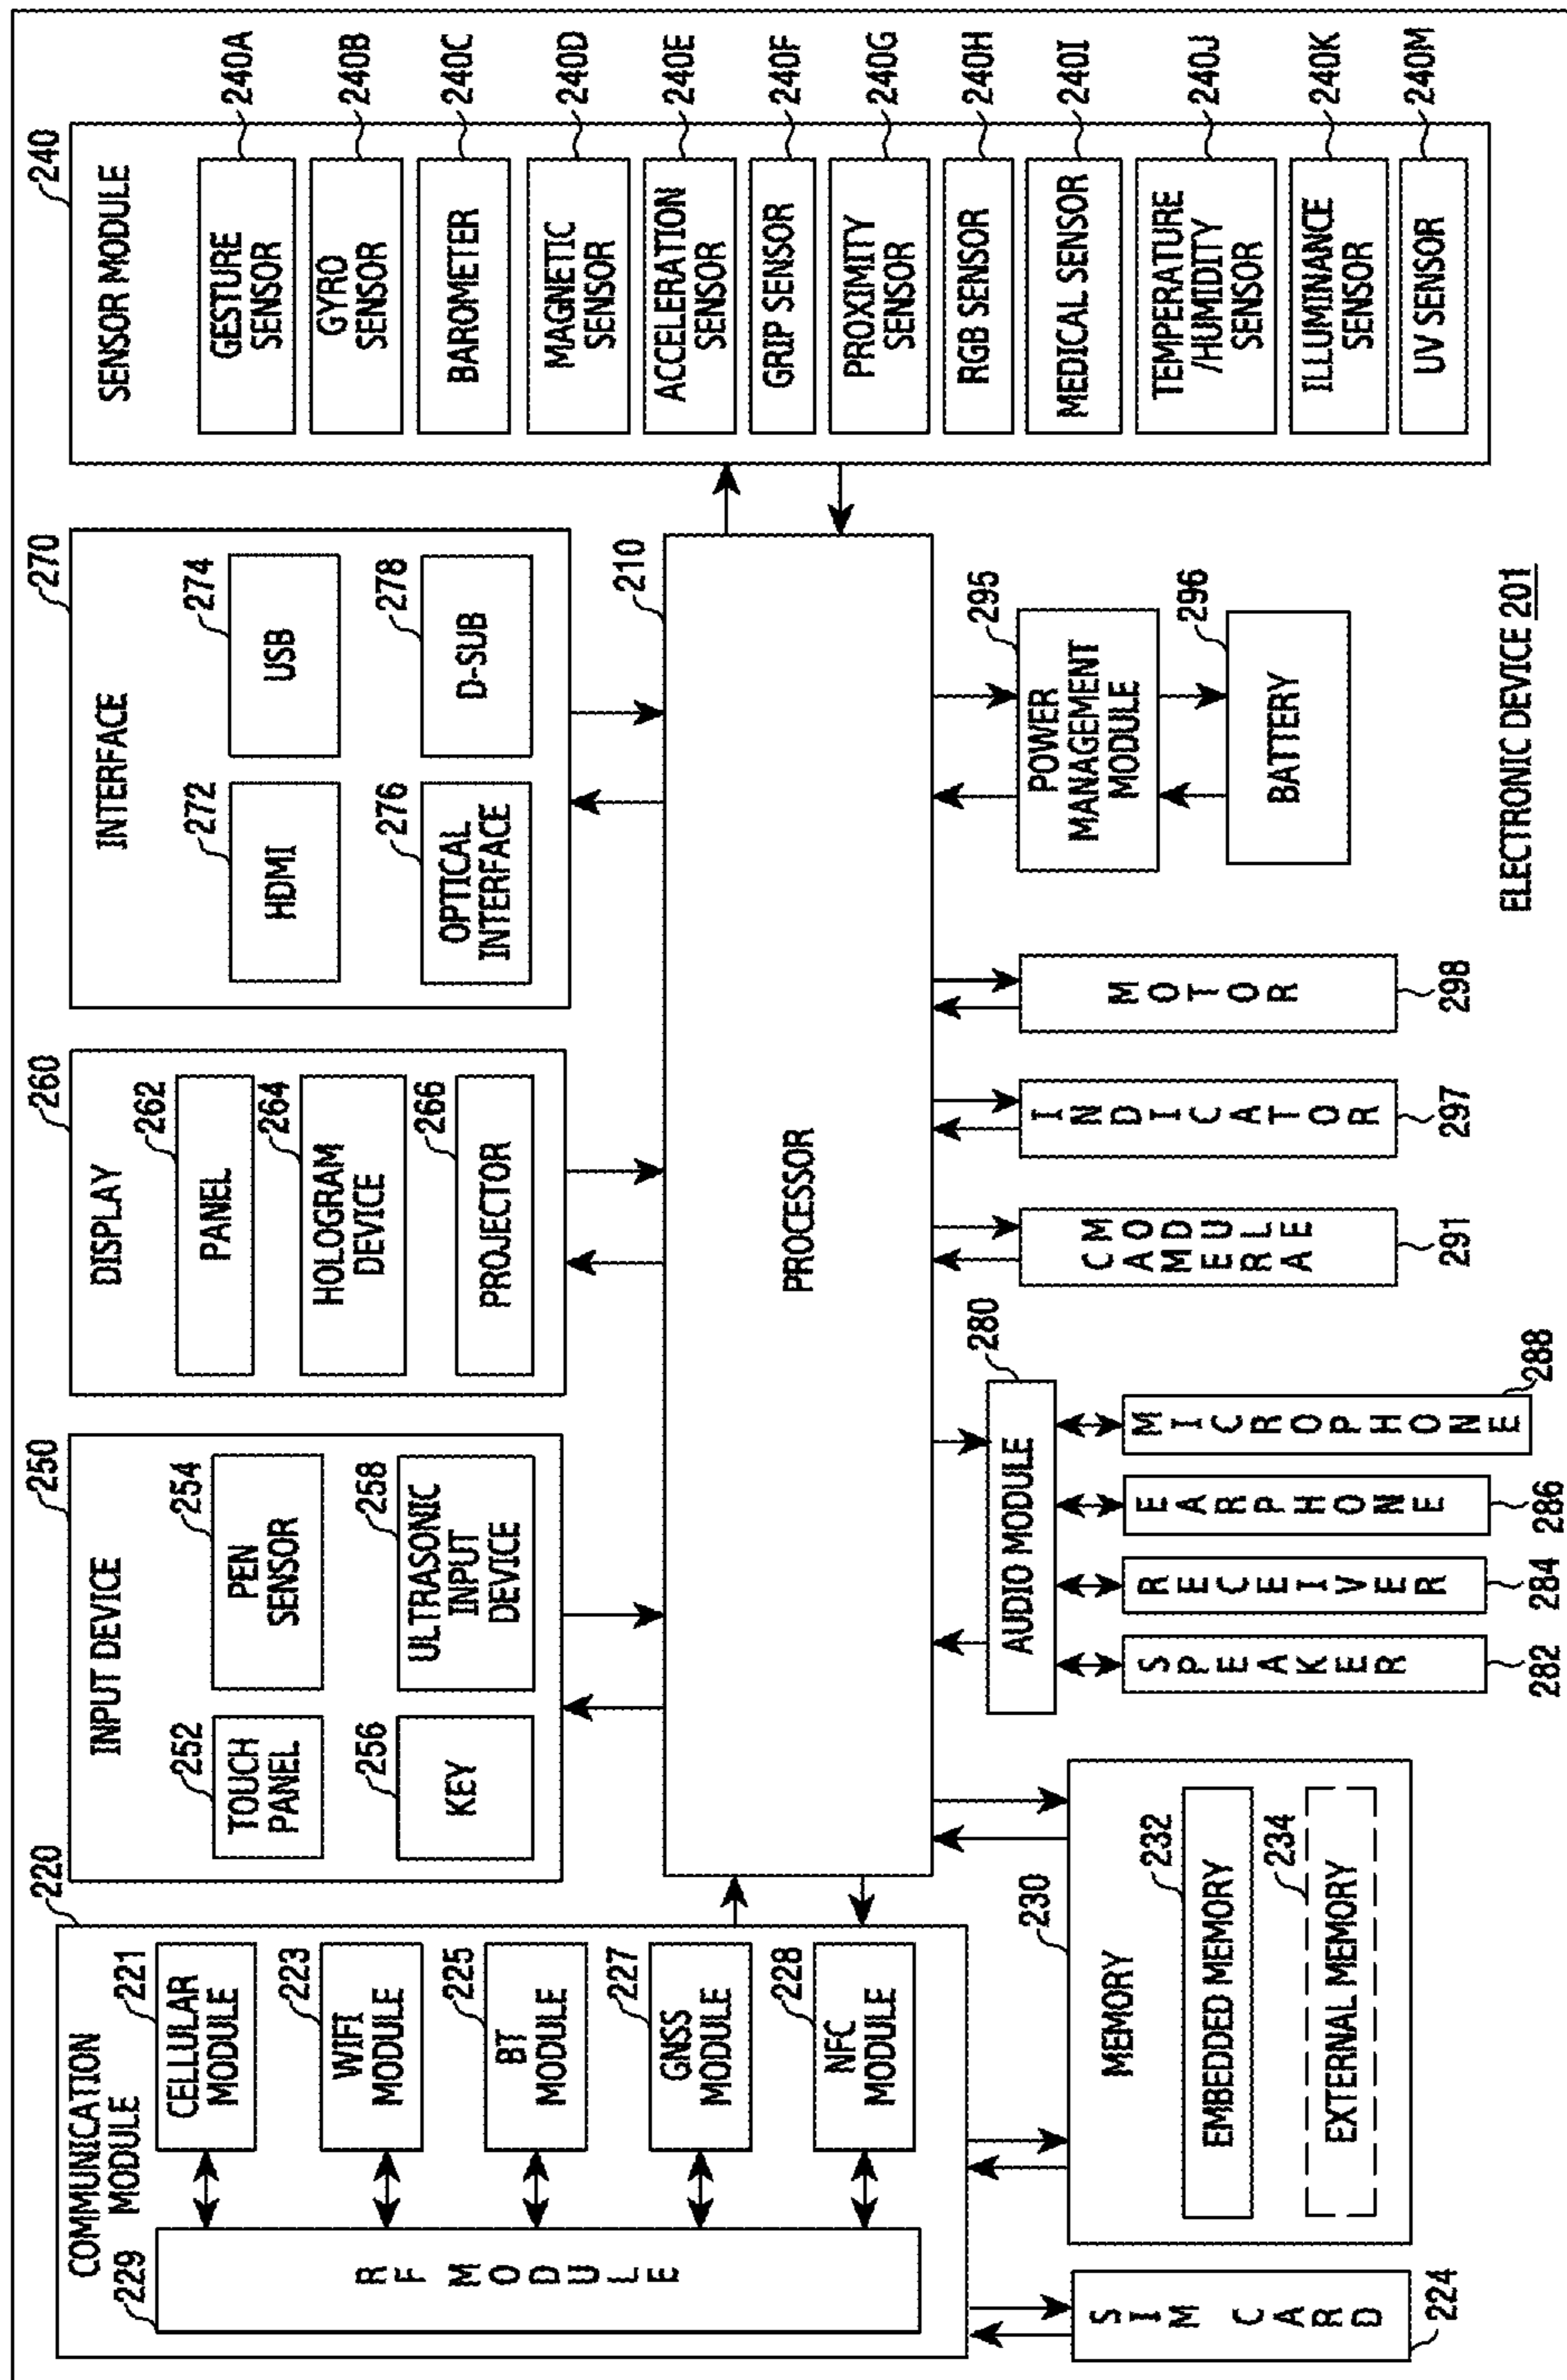 COMMUNICATION
MODULE
220
229
RF MODULE
221
CELLULAR
MODULE
223
WIFI
MODULE
225
BT
MODULE
227
GNSS
MODULE
228
NFC
MODULE
SIM CARD
224
INPUT DEVICE
250
252
TOUCH
PANEL
254
PEN
SENSOR
256
KEY
258
ULTRASONIC
INPUT
DEVICE
DISPLAY
260
262
PANEL
264
HOLOGRAM
DEVICE
266
PROJECTOR
INTERFACE
270
272
HDMI
274
USB
276
OPTICAL
INTERFACE
278
D-SUB
SENSOR MODULE
240
GESTURE
SENSOR
240A
GYRO
SENSOR
240B
BAROMETER
240C
MAGNETIC
SENSOR
240D
ACCELERATION
SENSOR
240E
GRIP SENSOR
240F
PROXIMITY
SENSOR
240G
RGB SENSOR
240H
MEDICAL SENSOR
240I
TEMPERATURE
/HUMIDITY
SENSOR
240J
ILLUMINANCE
SENSOR
240K
UV SENSOR
240M
PROCESSOR
210
MEMORY
230
232
EMBEDDED MEMORY
234
EXTERNAL MEMORY
AUDIO MODULE
280
SPEAKER
282
RECEIVER
284
EARPHONE
286
MICROPHONE
288
CAMERA
MODULE
291
INDICATOR
297
MOTOR
298
295
POWER
MANAGEMENT
MODULE
296
BATTERY
ELECTRONIC DEVICE 201